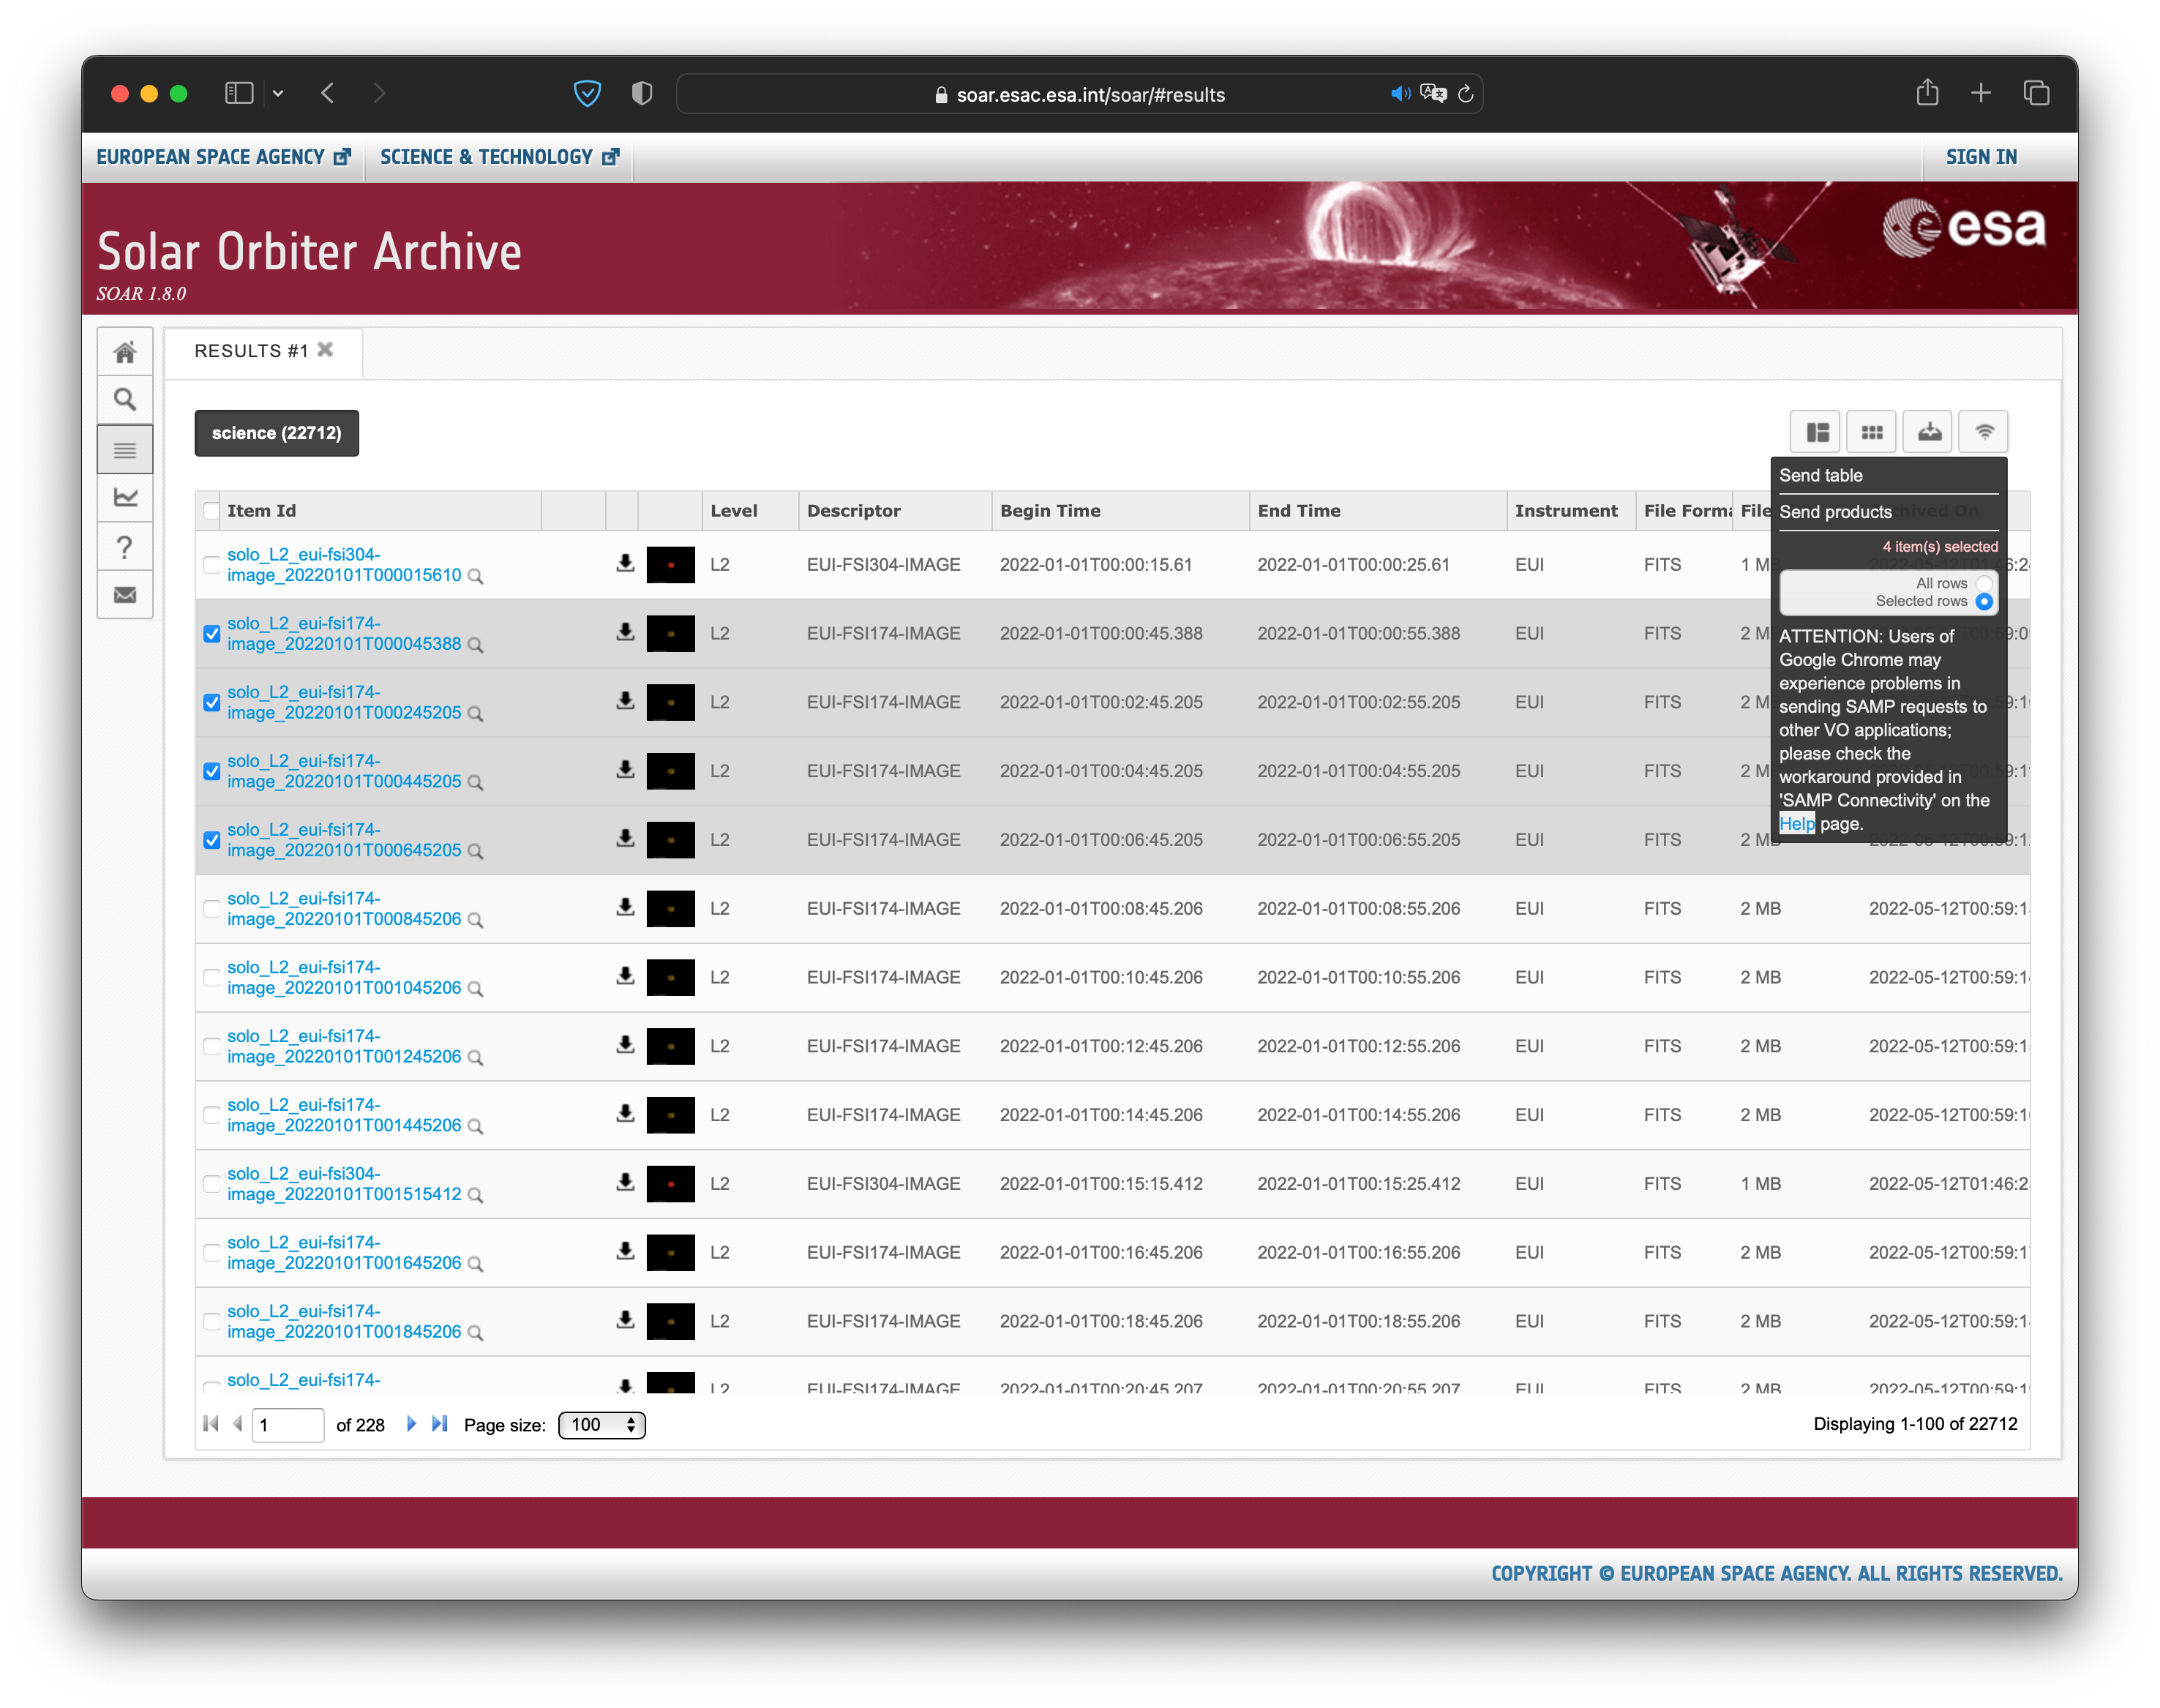 soar.esac.esa.int/soar/#results
EUROPEAN SPACE AGENCY
SCIENCE & TECHNOLOGY
SIGN IN
Solar Orbiter Archive
SOAR 1.8.0
esa
RESULTS #1
science (22712)
Item Id Level Descriptor Begin Time End Time Instrument File Forma File
Send table
Send products
4 item(s) selected
All rows
Selected rows
ATTENTION: Users of
Google Chrome may
experience problems in
sending SAMP requests to
other VO applications;
please check the
workaround provided in
'SAMP Connectivity' on the
Help page.
solo_L2_eui-fsi304-
image_20220101T000015610 L2 EUI-FSI304-IMAGE 2022-01-01T00:00:15.61 2022-01-01T00:00:25.61 EUI FITS 1 M
solo_L2_eui-fsi174-
image_20220101T000045388 L2 EUI-FSI174-IMAGE 2022-01-01T00:00:45.388 2022-01-01T00:00:55.388 EUI FITS 2 M
solo_L2_eui-fsi174-
image_20220101T000245205 L2 EUI-FSI174-IMAGE 2022-01-01T00:02:45.205 2022-01-01T00:02:55.205 EUI FITS 2 M
solo_L2_eui-fsi174-
image_20220101T000445205 L2 EUI-FSI174-IMAGE 2022-01-01T00:04:45.205 2022-01-01T00:04:55.205 EUI FITS 2 M
solo_L2_eui-fsi174-
image_20220101T000645205 L2 EUI-FSI174-IMAGE 2022-01-01T00:06:45.205 2022-01-01T00:06:55.205 EUI FITS 2 MB
solo_L2_eui-fsi174-
image_20220101T000845206 L2 EUI-FSI174-IMAGE 2022-01-01T00:08:45.206 2022-01-01T00:08:55.206 EUI FITS 2 MB 2022-05-12T00:59:1
solo_L2_eui-fsi174-
image_20220101T001045206 L2 EUI-FSI174-IMAGE 2022-01-01T00:10:45.206 2022-01-01T00:10:55.206 EUI FITS 2 MB 2022-05-12T00:59:1
solo_L2_eui-fsi174-
image_20220101T001245206 L2 EUI-FSI174-IMAGE 2022-01-01T00:12:45.206 2022-01-01T00:12:55.206 EUI FITS 2 MB 2022-05-12T00:59:1
solo_L2_eui-fsi174-
image_20220101T001445206 L2 EUI-FSI174-IMAGE 2022-01-01T00:14:45.206 2022-01-01T00:14:55.206 EUI FITS 2 MB 2022-05-12T00:59:1
solo_L2_eui-fsi304-
image_20220101T001515412 L2 EUI-FSI304-IMAGE 2022-01-01T00:15:15.412 2022-01-01T00:15:25.412 EUI FITS 1 MB 2022-05-12T01:46:2
solo_L2_eui-fsi174-
image_20220101T001645206 L2 EUI-FSI174-IMAGE 2022-01-01T00:16:45.206 2022-01-01T00:16:55.206 EUI FITS 2 MB 2022-05-12T00:59:1
solo_L2_eui-fsi174-
image_20220101T001845206 L2 EUI-FSI174-IMAGE 2022-01-01T00:18:45.206 2022-01-01T00:18:55.206 EUI FITS 2 MB 2022-05-12T00:59:1
solo_L2_eui-fsi174-
L2 EUI-FSI174-IMAGE 2022-01-01T00:20:45.207 2022-01-01T00:20:55.207 EUI FITS 2 MB 2022-05-12T00:59:1
1 of 228 Page size: 100 Displaying 1-100 of 22712
COPYRIGHT © EUROPEAN SPACE AGENCY. ALL RIGHTS RESERVED.